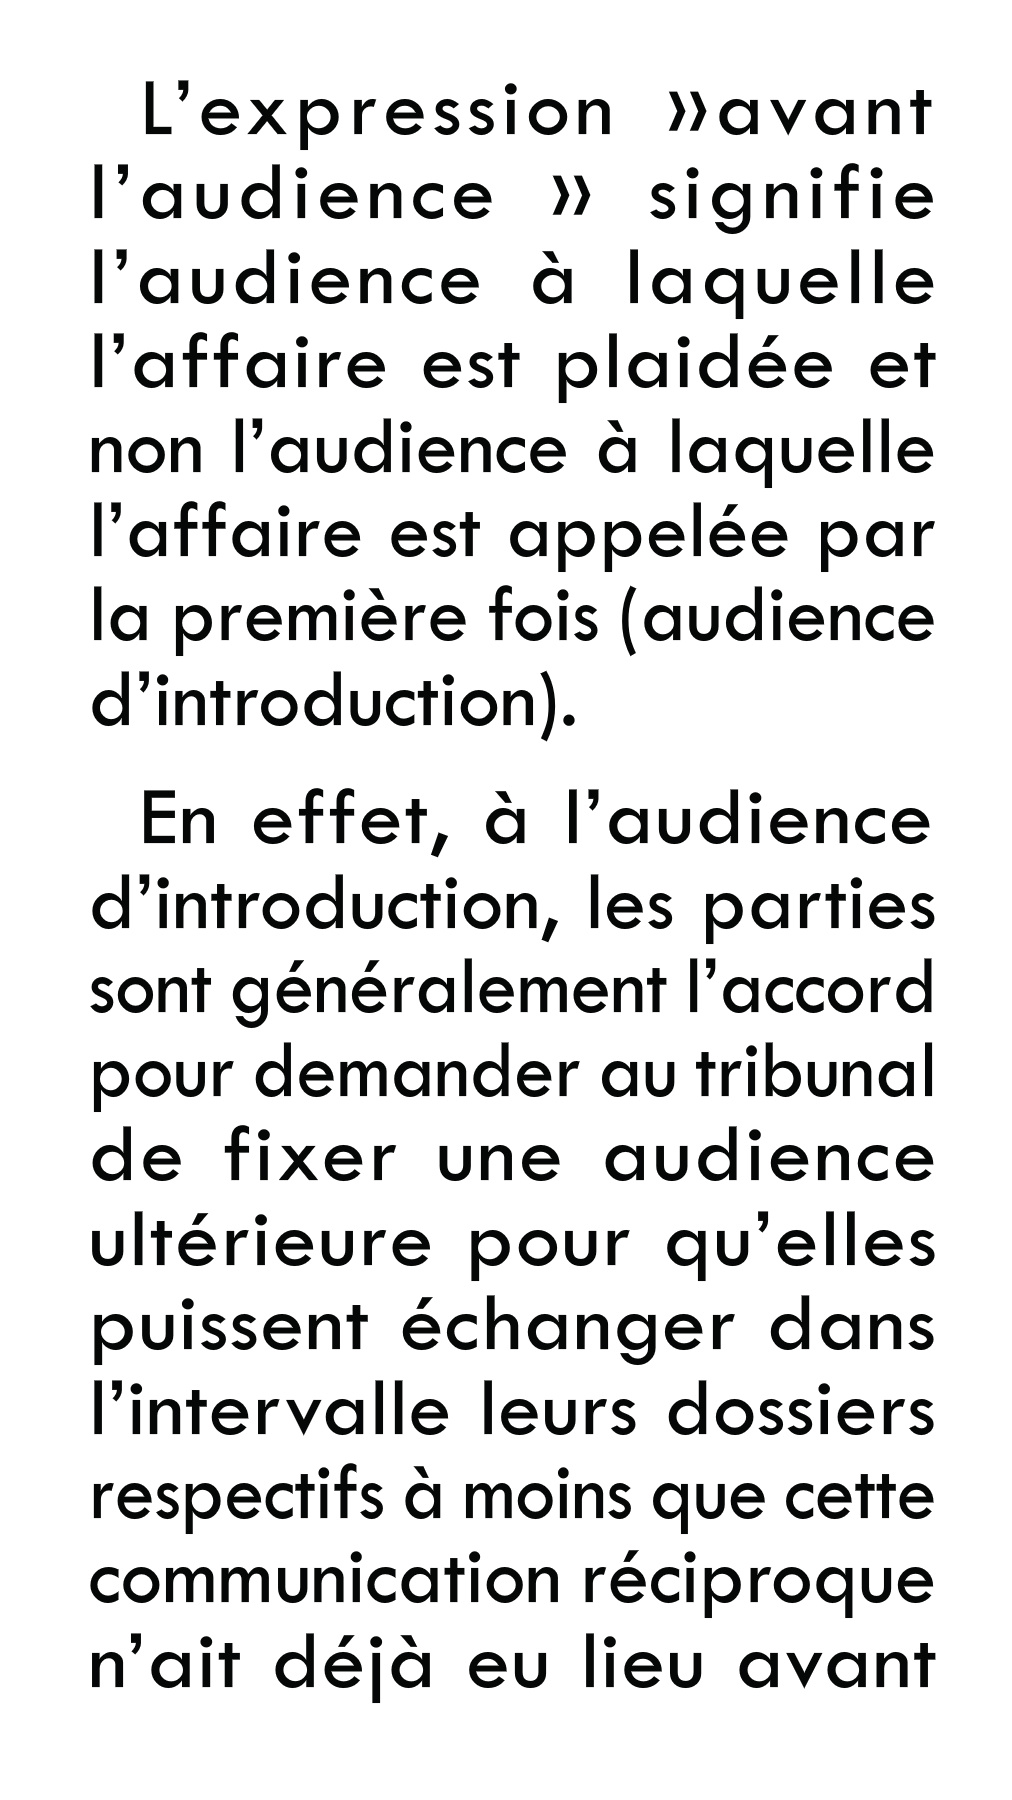 L’expression »avant
l’audience » signifie
l’audience à laquelle
l’affaire est plaidée et
non l’audience à laquelle
l’affaire est appelée par
la première fois (audience
d’introduction).
En effet, à l’audience
d’introduction, les parties
sont généralement l’accord
pour demander au tribunal
de fixer une audience
ultérieure pour qu’elles
puissent échanger dans
l’intervalle leurs dossiers
respectifs à moins que cette
communication réciproque
n’ait déjà eu lieu avant